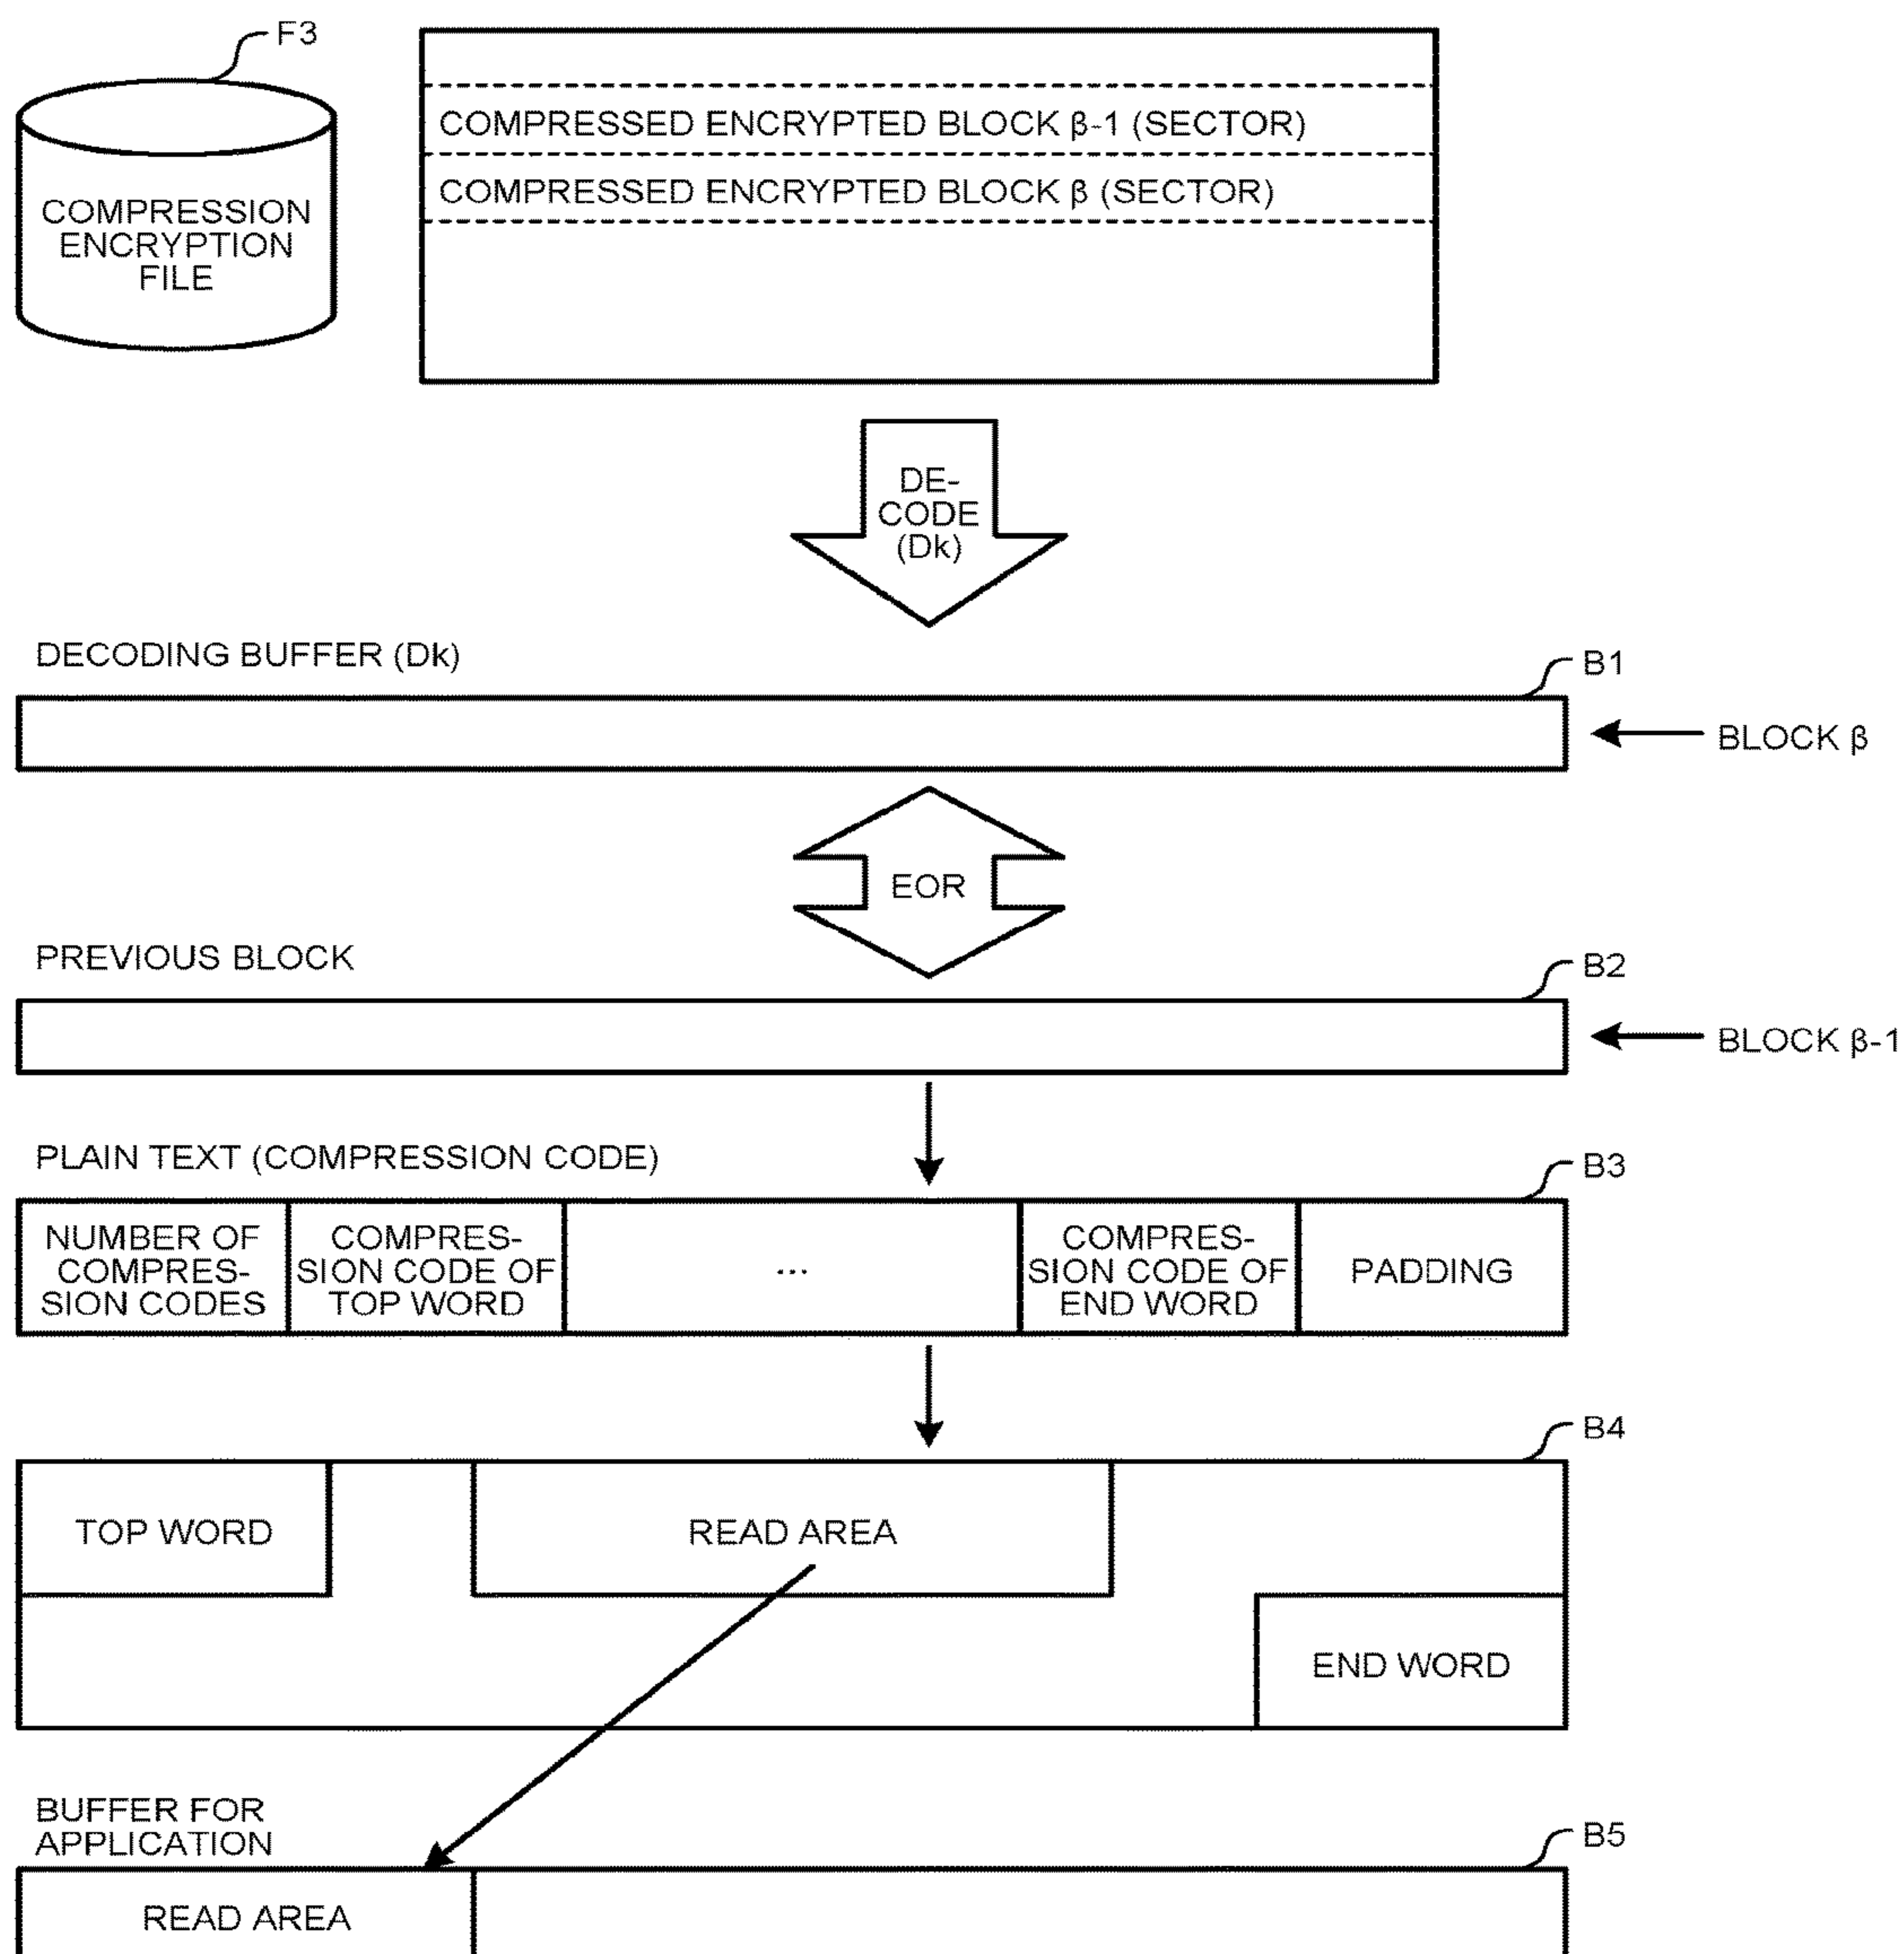 F3
COMPRESSION
ENCRYPTION
FILE
COMPRESSED ENCRYPTED BLOCK β-1 (SECTOR)
COMPRESSED ENCRYPTED BLOCK β (SECTOR)
DE-
CODE
(Dk)
DECODING BUFFER (Dk)
B1
BLOCK β
EOR
PREVIOUS BLOCK
B2
BLOCK β-1
PLAIN TEXT (COMPRESSION CODE)
B3
NUMBER OF
COMPRES-
SION CODES
COMPRES-
SION CODE OF
TOP WORD
...
COMPRES-
SION CODE OF
END WORD
PADDING
B4
TOP WORD
READ AREA
END WORD
BUFFER FOR
APPLICATION
B5
READ AREA